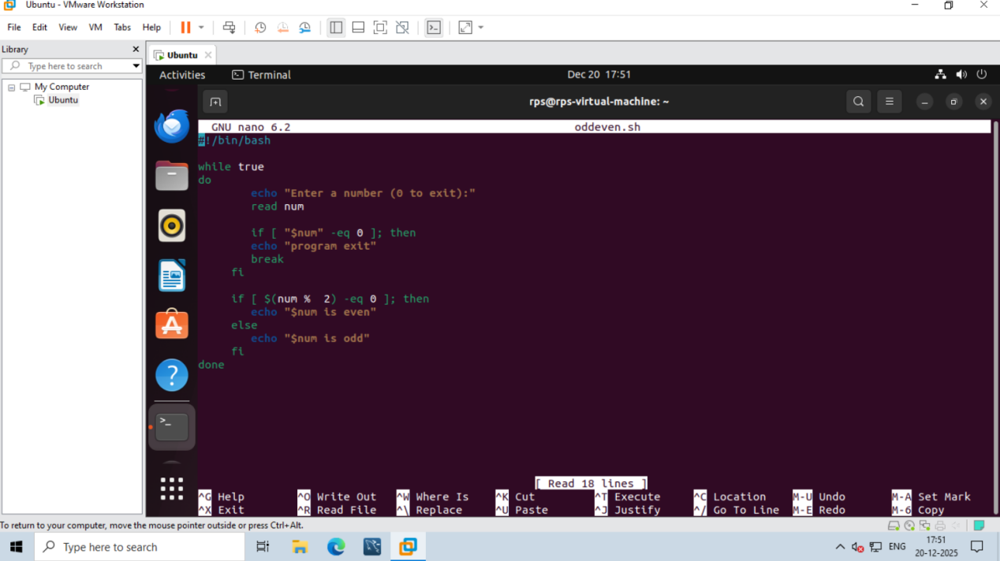 Ubuntu - VMware Workstation
File Edit View VM Tabs Help
Library
Type here to search
My Computer
Ubuntu
Ubuntu
Activities Terminal Dec 20 17:51
rps@rps-virtual-machine: ~
GNU nano 6.2 oddeven.sh
#!/bin/bash
while true
do
echo "Enter a number (0 to exit):"
read num
if [ "$num" -eq 0 ]; then
echo "program exit"
break
fi
if [ $(num %  2) -eq 0 ]; then
echo "$num is even"
else
echo "$num is odd"
fi
done
[ Read 18 lines ]
^G Help ^O Write Out ^W Where Is ^K Cut ^T Execute ^C Location M-U Undo M-A Set Mark
^X Exit ^R Read File ^\ Replace ^U Paste ^J Justify ^/ Go To Line M-E Redo M-6 Copy
To return to your computer, move the mouse pointer outside or press Ctrl+Alt.
Type here to search
ENG
17:51
20-12-2025